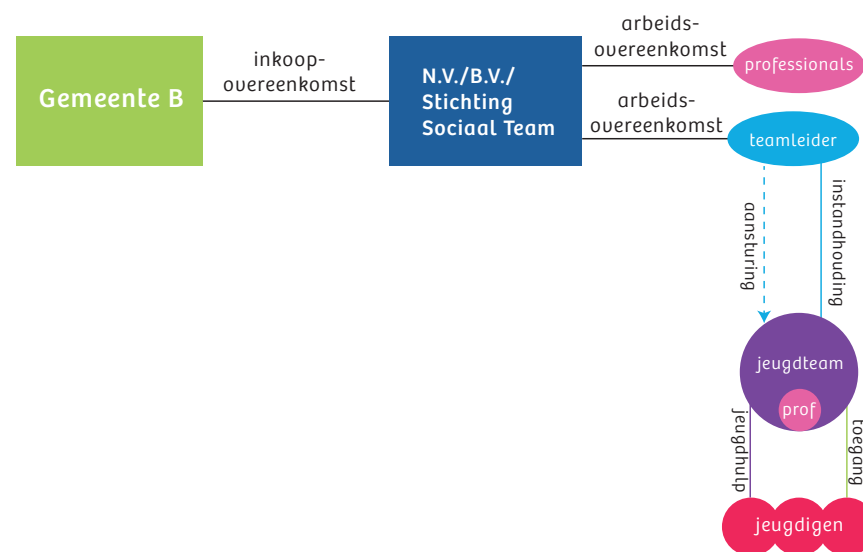 Gemeente B
inkoop-
overeenkomst
N.V./B.V./
Stichting
Sociaal Team
arbeids-
overeenkomst
professionals
arbeids-
overeenkomst
teamleider
aansturing
instandhouding
jeugdteam
prof
jeugdhulp
toegang
jeugdigen